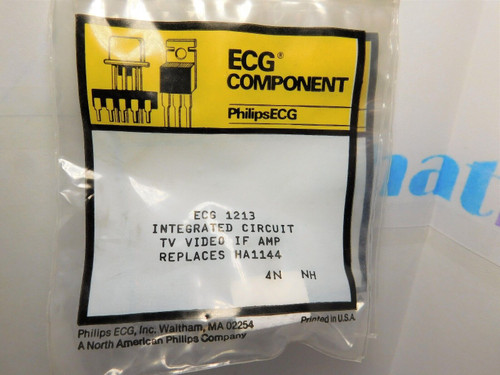 ECG®
COMPONENT
PhilipsECG
ECG 1213
INTEGRATED CIRCUIT
TV VIDEO IF AMP
REPLACES HA1144
4N NH
Philips ECG, Inc. Waltham, MA 02254
A North American Philips Company
Printed in U.S.A.